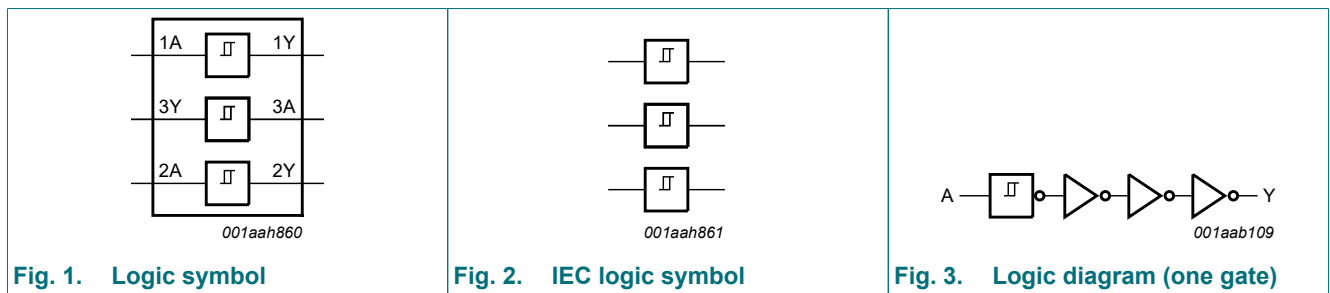 1A 1Y
3Y 3A
2A 2Y
001aah860
Fig. 1. Logic symbol
001aah861
Fig. 2. IEC logic symbol
A Y
001aab109
Fig. 3. Logic diagram (one gate)